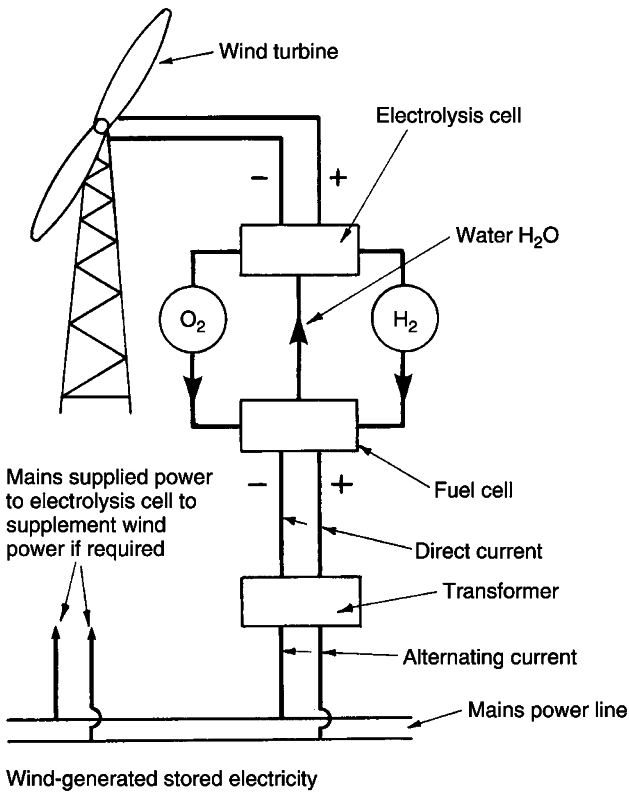 Wind turbine
Electrolysis cell
− +
Water H₂O
O₂
H₂
Mains supplied power
to electrolysis cell to
supplement wind
power if required
− +
Fuel cell
Direct current
Transformer
Alternating current
Mains power line
Wind-generated stored electricity